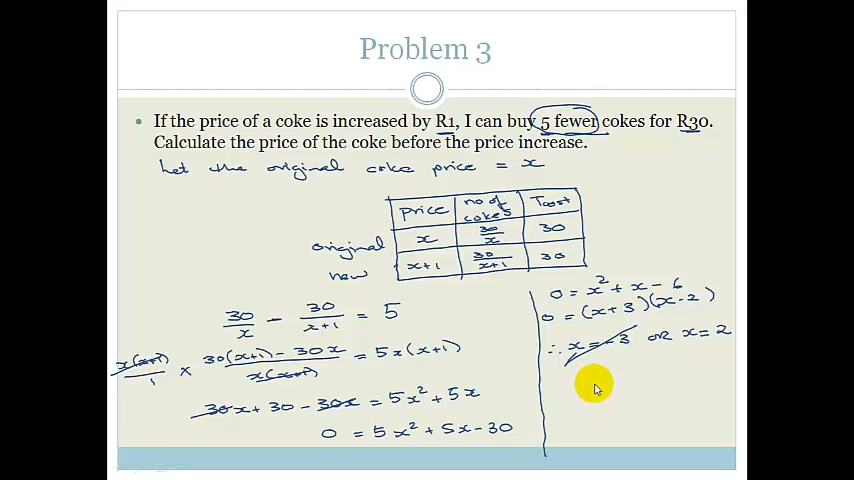 Problem 3
• If the price of a coke is increased by R1, I can buy 5 fewer cokes for R30.
Calculate the price of the coke before the price increase.
Let the original coke price = x
price | no of cokes | Tcost
original | x | 30/x | 30
new | x+1 | 30/(x+1) | 30
30/x - 30/(x+1) = 5
x(x+1)/1 × (30(x+1) - 30x)/(x(x+1)) = 5x(x+1)
30x + 30 - 30x = 5x² + 5x
0 = 5x² + 5x - 30
0 = x² + x - 6
0 = (x+3)(x-2)
∴ x = -3 or x = 2